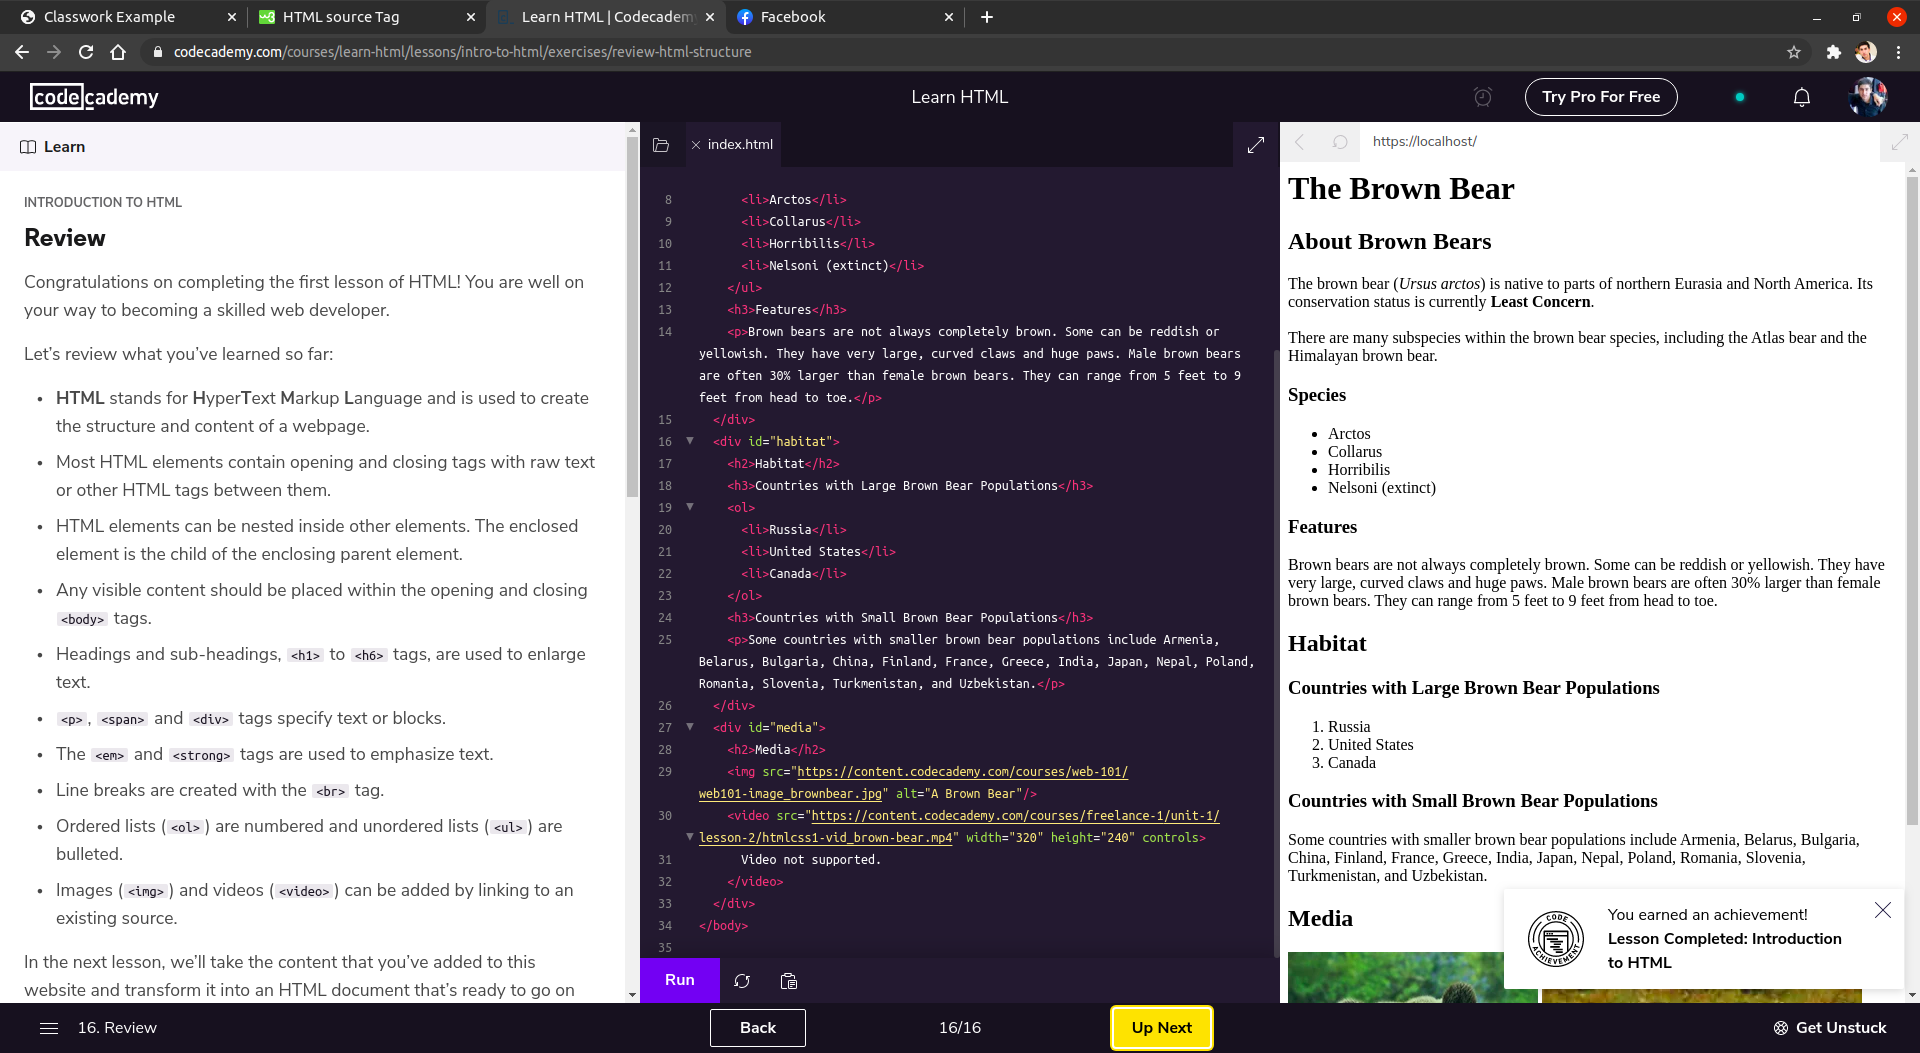 Classwork Example
HTML source Tag
Learn HTML | Codecadem
Facebook
codecademy.com/courses/learn-html/lessons/intro-to-html/exercises/review-html-structure
codecademy
Learn HTML
Try Pro For Free
Learn
INTRODUCTION TO HTML
Review
Congratulations on completing the first lesson of HTML! You are well on
your way to becoming a skilled web developer.
Let’s review what you’ve learned so far:
• HTML stands for HyperText Markup Language and is used to create
the structure and content of a webpage.
• Most HTML elements contain opening and closing tags with raw text
or other HTML tags between them.
• HTML elements can be nested inside other elements. The enclosed
element is the child of the enclosing parent element.
• Any visible content should be placed within the opening and closing
<body> tags.
• Headings and sub-headings, <h1> to <h6> tags, are used to enlarge
text.
• <p>, <span> and <div> tags specify text or blocks.
• The <em> and <strong> tags are used to emphasize text.
• Line breaks are created with the <br> tag.
• Ordered lists (<ol>) are numbered and unordered lists (<ul>) are
bulleted.
• Images (<img>) and videos (<video>) can be added by linking to an
existing source.
In the next lesson, we’ll take the content that you’ve added to this
website and transform it into an HTML document that’s ready to go on
index.html
8 <li>Arctos</li>
9 <li>Collarus</li>
10 <li>Horribilis</li>
11 <li>Nelsoni (extinct)</li>
12 </ul>
13 <h3>Features</h3>
14 <p>Brown bears are not always completely brown. Some can be reddish or
yellowish. They have very large, curved claws and huge paws. Male brown bears
are often 30% larger than female brown bears. They can range from 5 feet to 9
feet from head to toe.</p>
15 </div>
16 <div id="habitat">
17 <h2>Habitat</h2>
18 <h3>Countries with Large Brown Bear Populations</h3>
19 <ol>
20 <li>Russia</li>
21 <li>United States</li>
22 <li>Canada</li>
23 </ol>
24 <h3>Countries with Small Brown Bear Populations</h3>
25 <p>Some countries with smaller brown bear populations include Armenia,
Belarus, Bulgaria, China, Finland, France, Greece, India, Japan, Nepal, Poland,
Romania, Slovenia, Turkmenistan, and Uzbekistan.</p>
26 </div>
27 <div id="media">
28 <h2>Media</h2>
29 <img src="https://content.codecademy.com/courses/web-101/
web101-image_brownbear.jpg" alt="A Brown Bear"/>
30 <video src="https://content.codecademy.com/courses/freelance-1/unit-1/
lesson-2/htmlcss1-vid_brown-bear.mp4" width="320" height="240" controls>
31 Video not supported.
32 </video>
33 </div>
34 </body>
35
Run
https://localhost/
The Brown Bear
About Brown Bears
The brown bear (Ursus arctos) is native to parts of northern Eurasia and North America. Its
conservation status is currently Least Concern.
There are many subspecies within the brown bear species, including the Atlas bear and the
Himalayan brown bear.
Species
• Arctos
• Collarus
• Horribilis
• Nelsoni (extinct)
Features
Brown bears are not always completely brown. Some can be reddish or yellowish. They have
very large, curved claws and huge paws. Male brown bears are often 30% larger than female
brown bears. They can range from 5 feet to 9 feet from head to toe.
Habitat
Countries with Large Brown Bear Populations
1. Russia
2. United States
3. Canada
Countries with Small Brown Bear Populations
Some countries with smaller brown bear populations include Armenia, Belarus, Bulgaria,
China, Finland, France, Greece, India, Japan, Nepal, Poland, Romania, Slovenia,
Turkmenistan, and Uzbekistan.
Media
CODE
ACHIEVEMENT
You earned an achievement!
Lesson Completed: Introduction
to HTML
16. Review
Back
16/16
Up Next
Get Unstuck